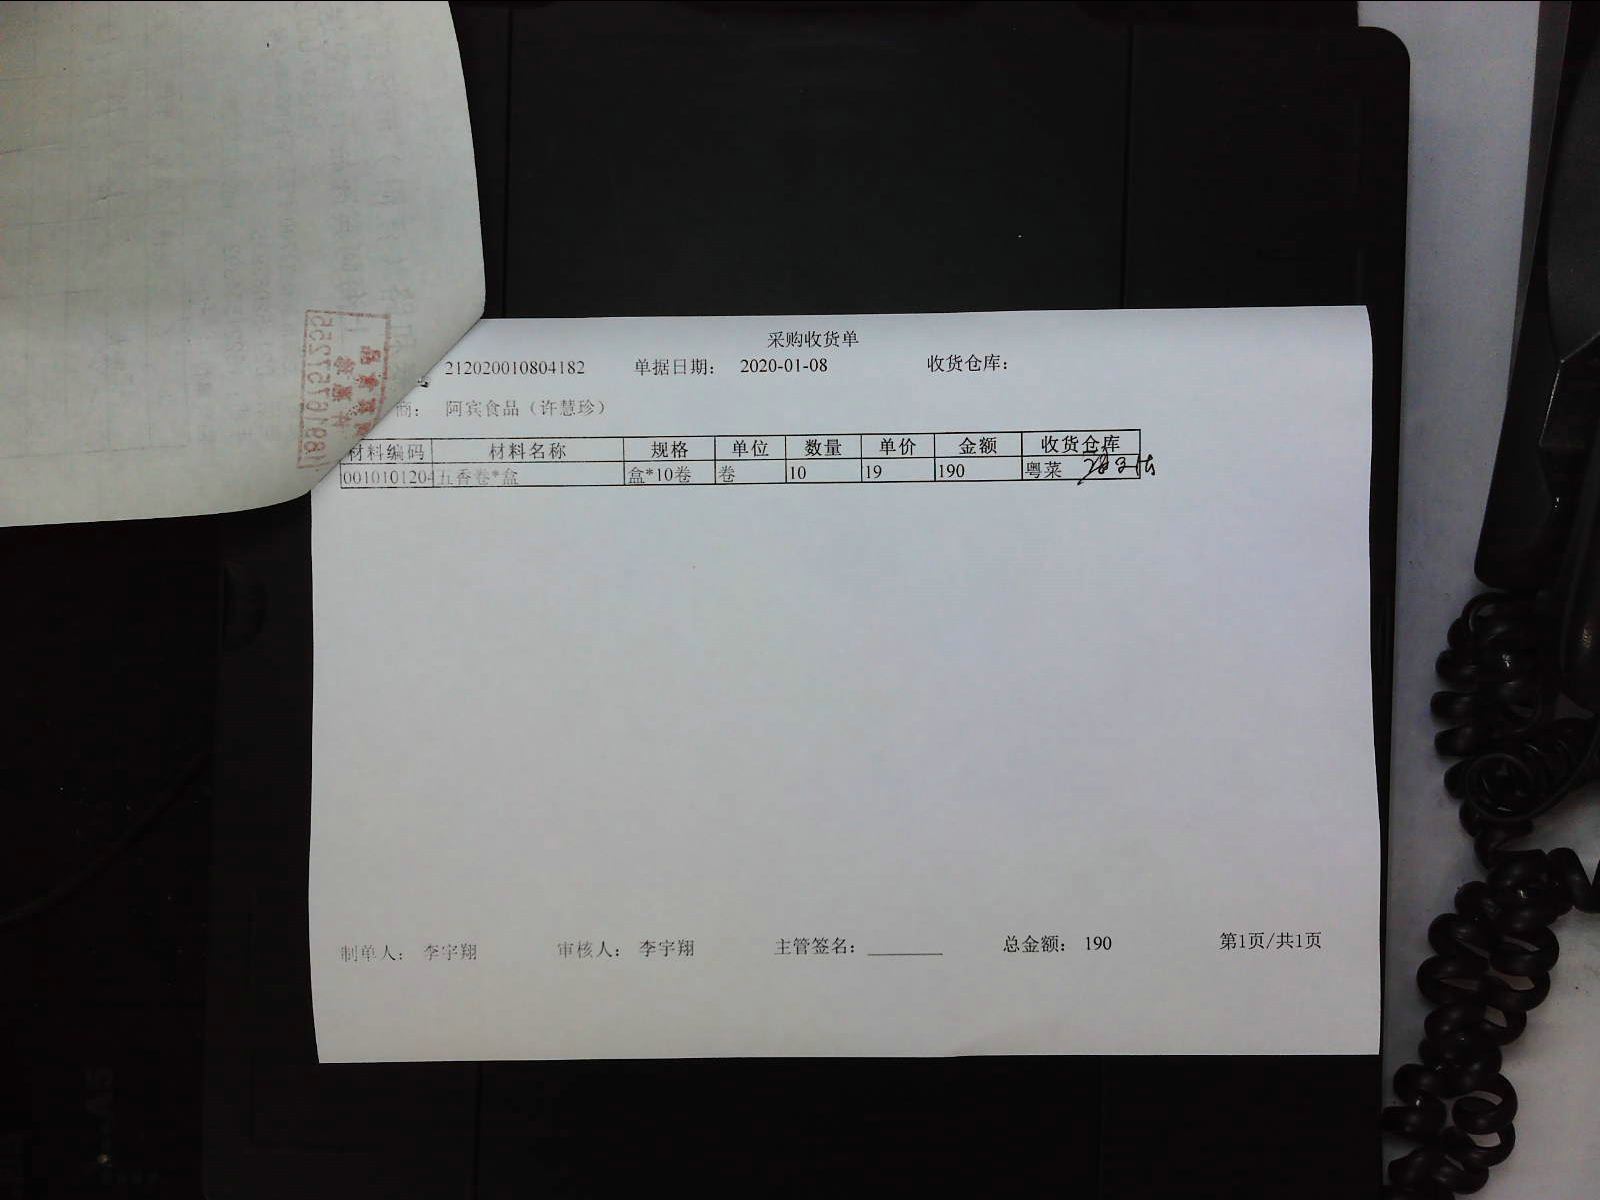 采购收货单
212020010804182 单据日期： 2020-01-08 收货仓库：
商： 阿宾食品（许慧珍）
材料编码 材料名称 规格 单位 数量 单价 金额 收货仓库
0010101204 五香卷*盒 盒*10卷 卷 10 19 190 粤菜
制单人： 李宇翔 审核人： 李宇翔 主管签名： 总金额： 190 第1页/共1页